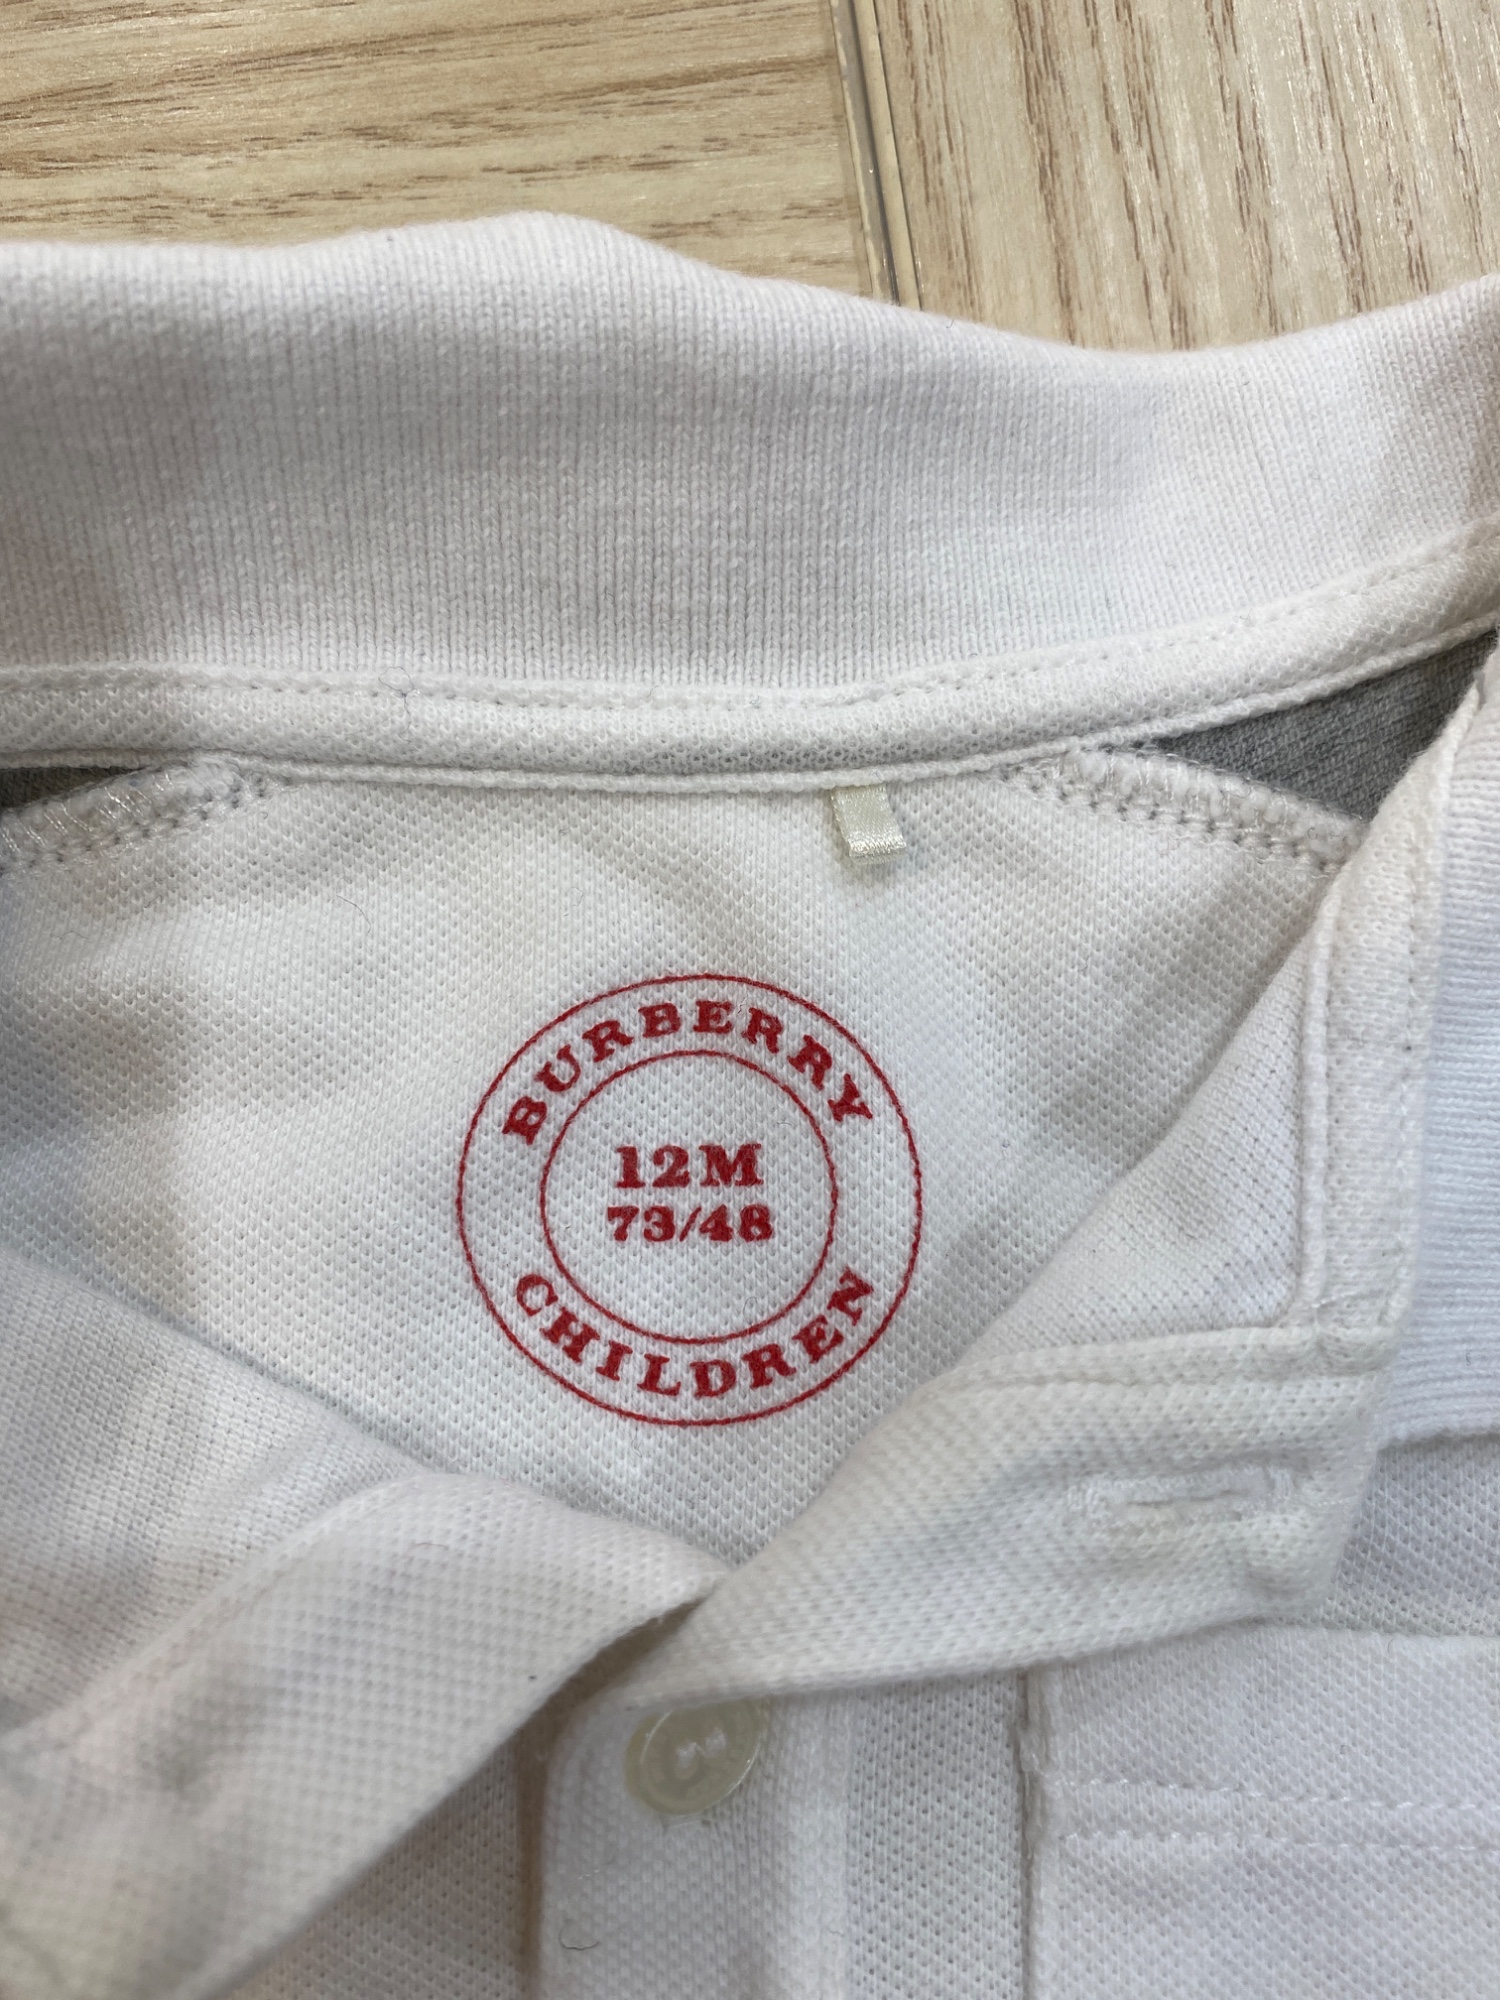 BURBERRY
12M
73/48
CHILDREN